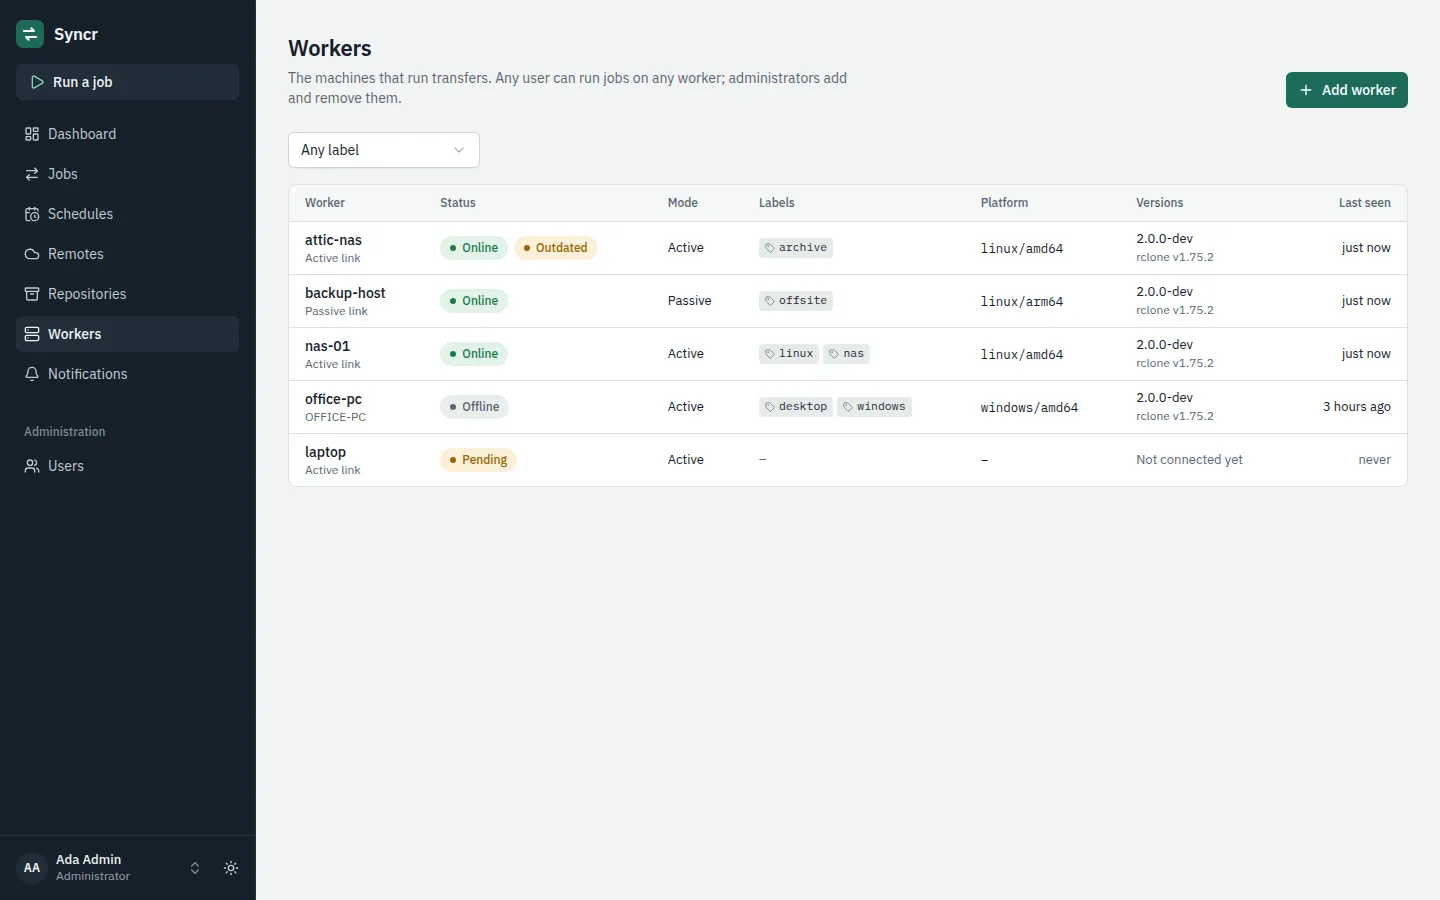 Syncr
Run a job
Dashboard
Jobs
Schedules
Remotes
Repositories
Workers
Notifications
Administration
Users
AA
Ada Admin
Administrator
Workers
The machines that run transfers. Any user can run jobs on any worker; administrators add
and remove them.
Add worker
Any label
Worker Status Mode Labels Platform Versions Last seen
attic-nas Online Outdated Active archive linux/amd64 2.0.0-dev just now
Active link rclone v1.75.2
backup-host Online Passive offsite linux/arm64 2.0.0-dev just now
Passive link rclone v1.75.2
nas-01 Online Active linux nas linux/amd64 2.0.0-dev just now
Active link rclone v1.75.2
office-pc Offline Active desktop windows windows/amd64 2.0.0-dev 3 hours ago
OFFICE-PC rclone v1.75.2
laptop Pending Active – – Not connected yet never
Active link